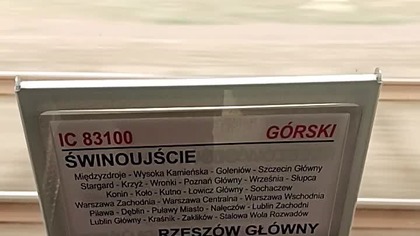 IC 83100 GÓRSKI
ŚWINOUJŚCIE
Międzyzdroje - Wysoka Kamieńska - Goleniów - Szczecin Główny
Stargard - Krzyż - Wronki - Poznań Główny - Września - Słupca
Konin - Koło - Kutno - Łowicz Główny - Sochaczew
Warszawa Zachodnia - Warszawa Centralna - Warszawa Wschodnia
Pilawa - Dęblin - Puławy Miasto - Nałęczów - Lublin Zachodni
Lublin Główny - Kraśnik - Zaklików - Stalowa Wola Rozwadów
RZESZÓW GŁÓWNY